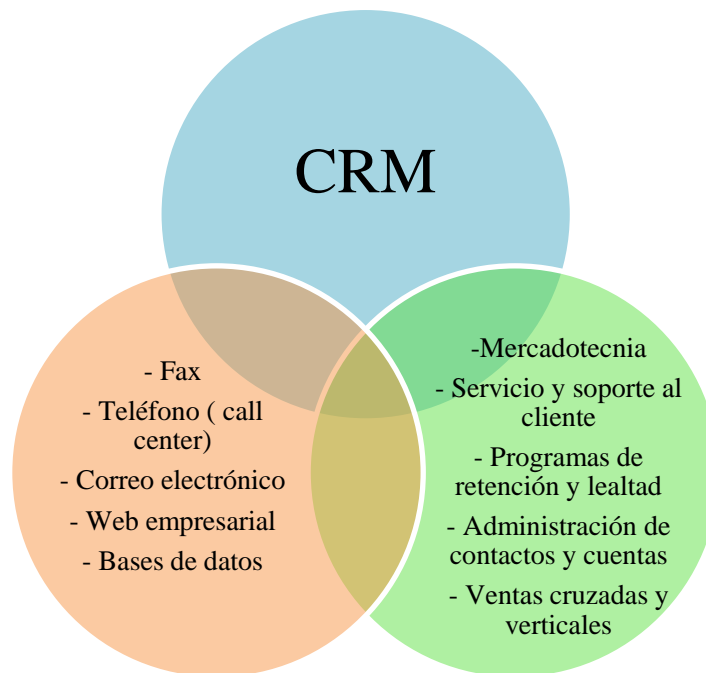 CRM
- Fax
- Teléfono ( call
center)
- Correo electrónico
- Web empresarial
- Bases de datos
-Mercadotecnia
- Servicio y soporte al
cliente
- Programas de
retención y lealtad
- Administración de
contactos y cuentas
- Ventas cruzadas y
verticales